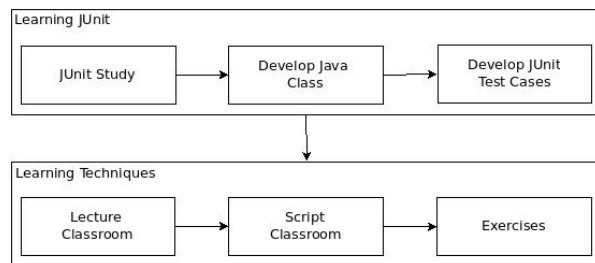 Learning JUnit
JUnit Study
Develop Java
Class
Develop JUnit
Test Cases
Learning Techniques
Lecture
Classroom
Script
Classroom
Exercises